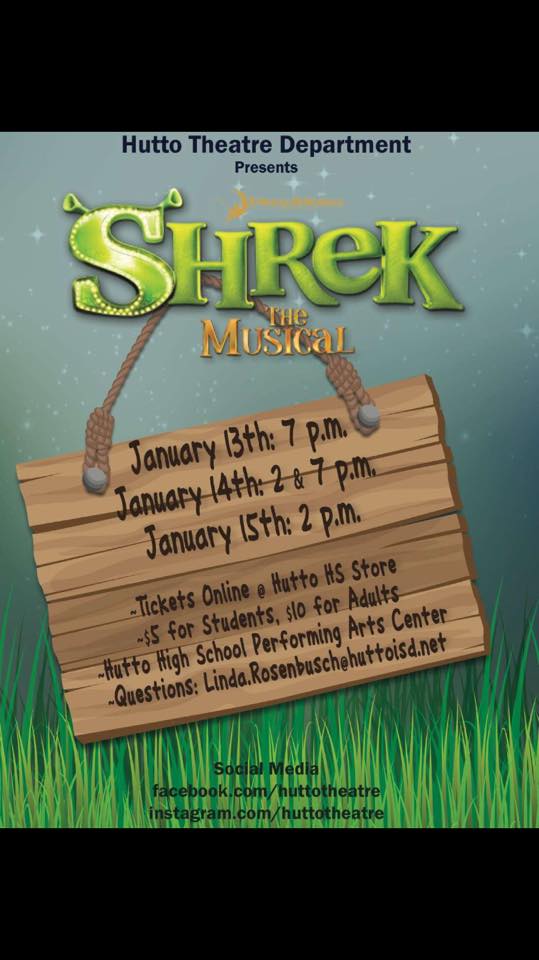 Hutto Theatre Department
Presents
SHREK
THE
MUSICAL
January 13th: 7 p.m.
January 14th: 2 & 7 p.m.
January 15th: 2 p.m.
~Tickets Online @ Hutto HS Store
~$5 for Students, $10 for Adults
~Hutto High School Performing Arts Center
~Questions: Linda.Rosenbusch@huttoisd.net
Social Media
facebook.com/huttotheatre
instagram.com/huttotheatre